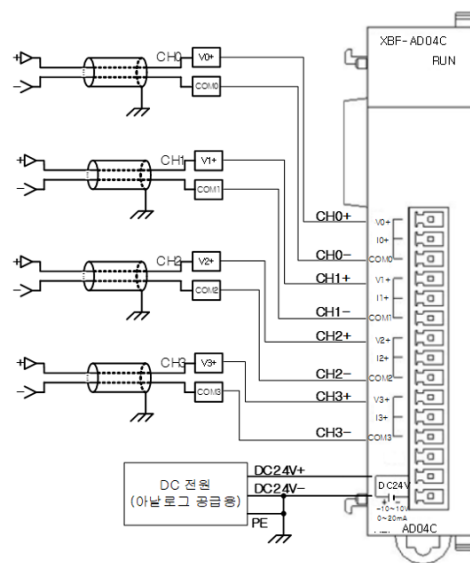 XBF-AD04C
RUN
CH0
V0+
COM0
CH1
V1+
COM1
CH2
V2+
COM2
CH3
V3+
COM3
CH0+
CH0-
CH1+
CH1-
CH2+
CH2-
CH3+
CH3-
V0+
I0+
COM0
V1+
I1+
COM1
V2+
I2+
COM2
V3+
I3+
COM3
DC 전원
(아날로그 공급용)
DC24V+
DC24V-
PE
DC24V
+ -
-10~10V
0~20mA
AD04C